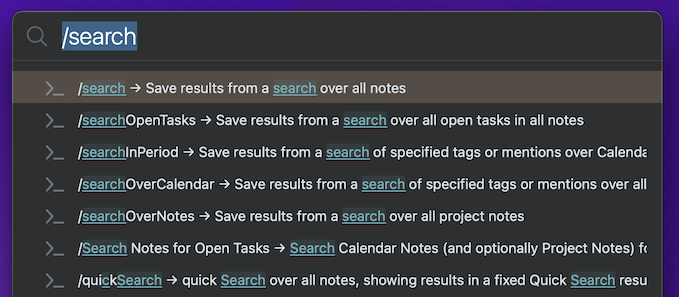 /search
/search → Save results from a search over all notes
/searchOpenTasks → Save results from a search over all open tasks in all notes
/searchInPeriod → Save results from a search of specified tags or mentions over Calenda
/searchOverCalendar → Save results from a search of specified tags or mentions over all
/searchOverNotes → Save results from a search over all project notes
/Search Notes for Open Tasks → Search Calendar Notes (and optionally Project Notes) fo
/quickSearch → quick Search over all notes, showing results in a fixed Quick Search resu